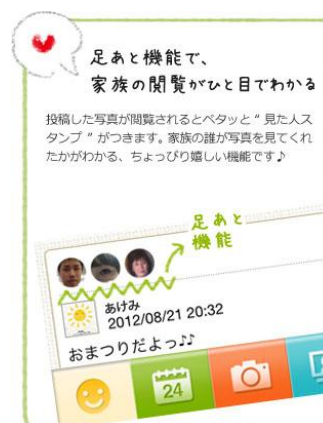 足あと機能で、
家族の閲覧がひと目でわかる
投稿した写真が閲覧されるとペタッと“ 見た人ス
タンプ ”がつきます。家族の誰が写真を見てくれ
たかがわかる、ちょっぴり嬉しい機能です♪
足あと
機能
あけみ
2012/08/21 20:32
おまつりだよっ♪♪
24